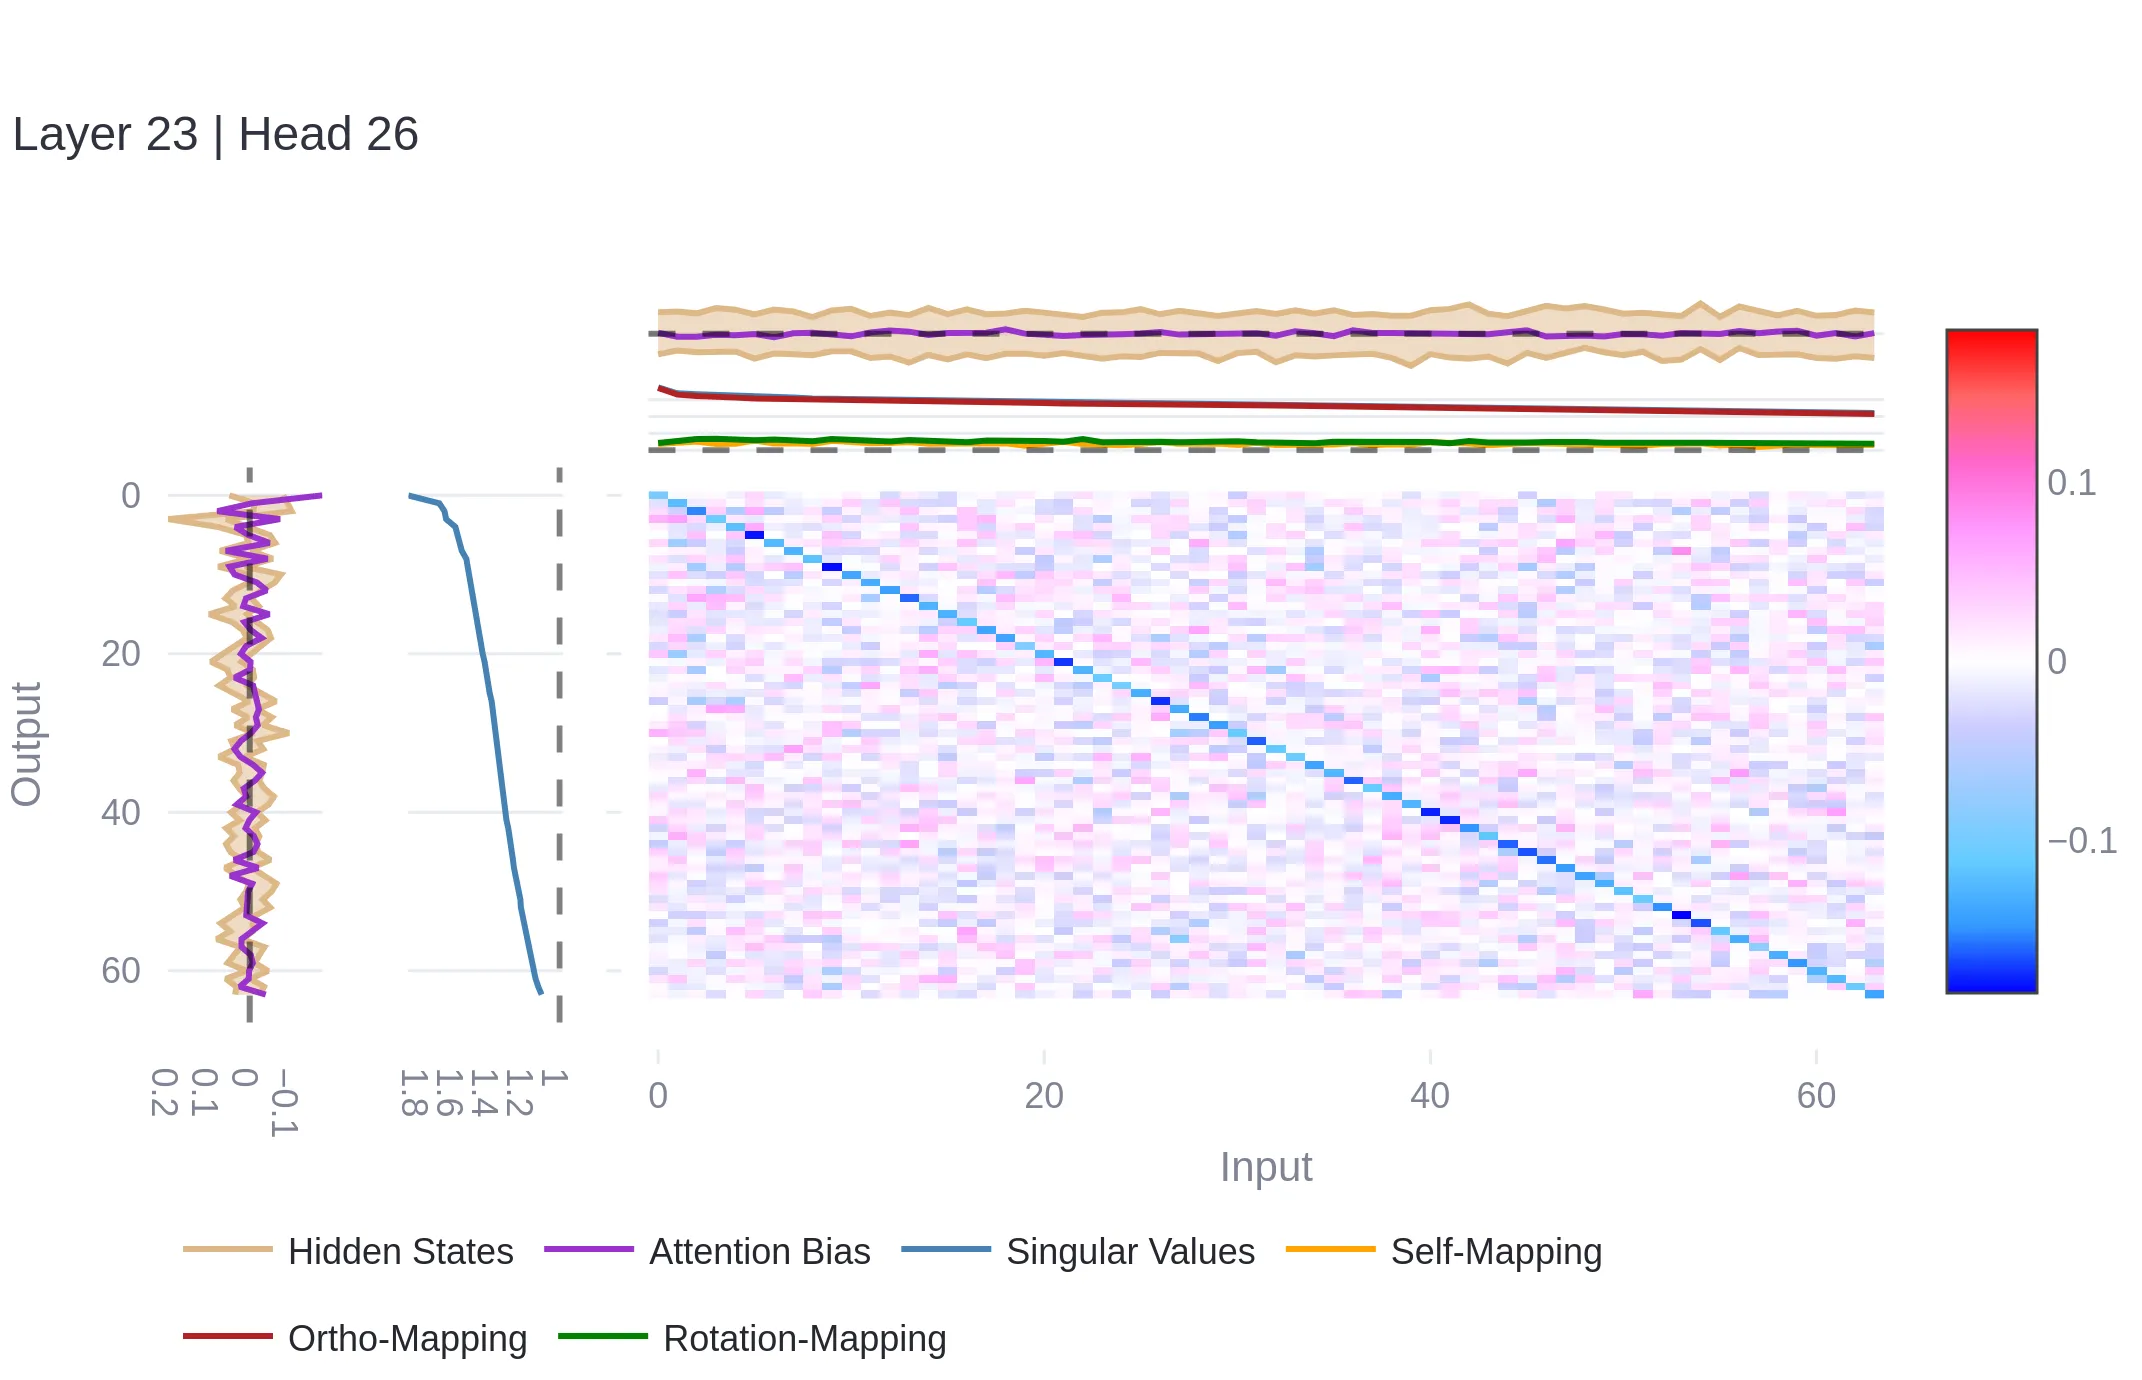 Layer 23 | Head 26
0
20
40
60
Output
0.2
0.1
0
−0.1
1.8
1.6
1.4
1.2
1
0
20
40
60
Input
0.1
0
−0.1
Hidden States
Attention Bias
Singular Values
Self-Mapping
Ortho-Mapping
Rotation-Mapping